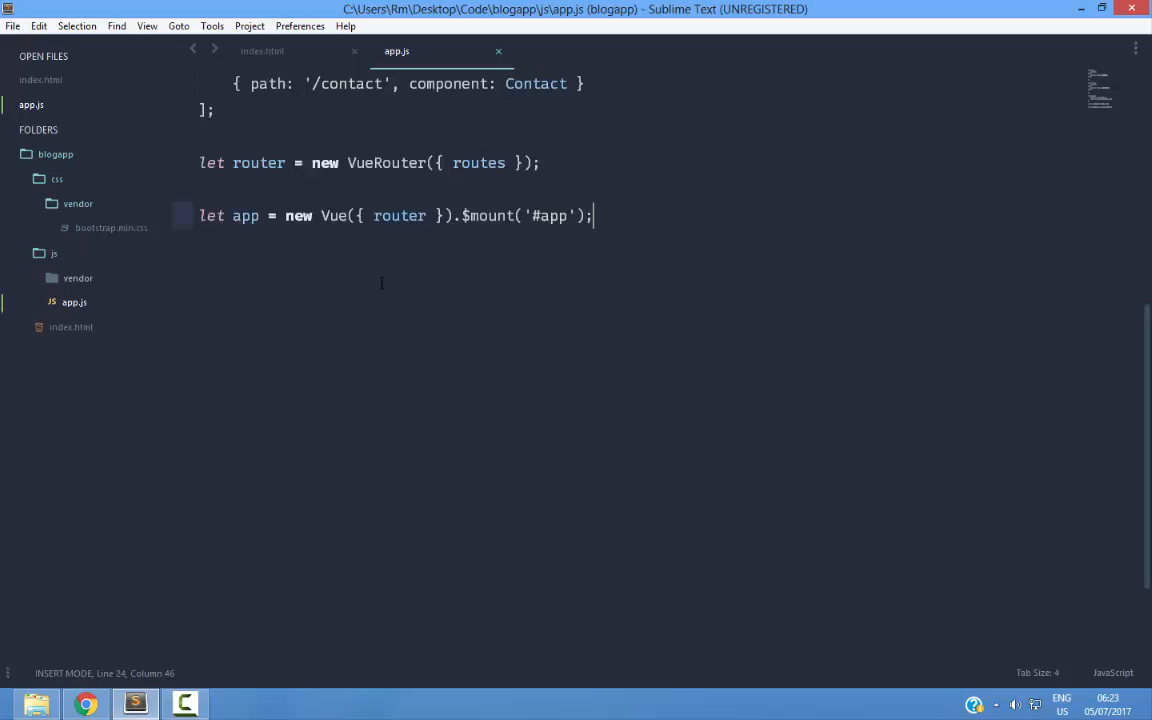 C:\Users\Rm\Desktop\Code\blogapp\js\app.js (blogapp) - Sublime Text (UNREGISTERED)
File Edit Selection Find View Goto Tools Project Preferences Help
OPEN FILES
index.html
app.js
FOLDERS
blogapp
css
vendor
bootstrap.min.css
js
vendor
JS app.js
index.html
index.html × app.js ×
{ path: '/contact', component: Contact }
];
let router = new VueRouter({ routes });
let app = new Vue({ router }).$mount('#app');
INSERT MODE, Line 24, Column 46
Tab Size: 4 JavaScript
ENG 06:23
US 05/07/2017